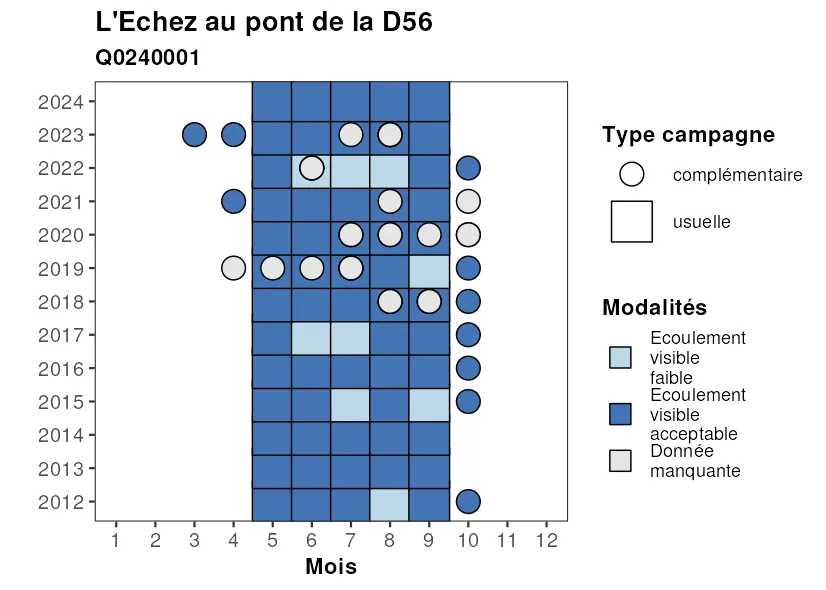 L'Echez au pont de la D56
Q0240001
2024
2023
2022
2021
2020
2019
2018
2017
2016
2015
2014
2013
2012
1 2 3 4 5 6 7 8 9 10 11 12
Mois
Type campagne
complémentaire
usuelle
Modalités
Ecoulement
visible
faible
Ecoulement
visible
acceptable
Donnée
manquante